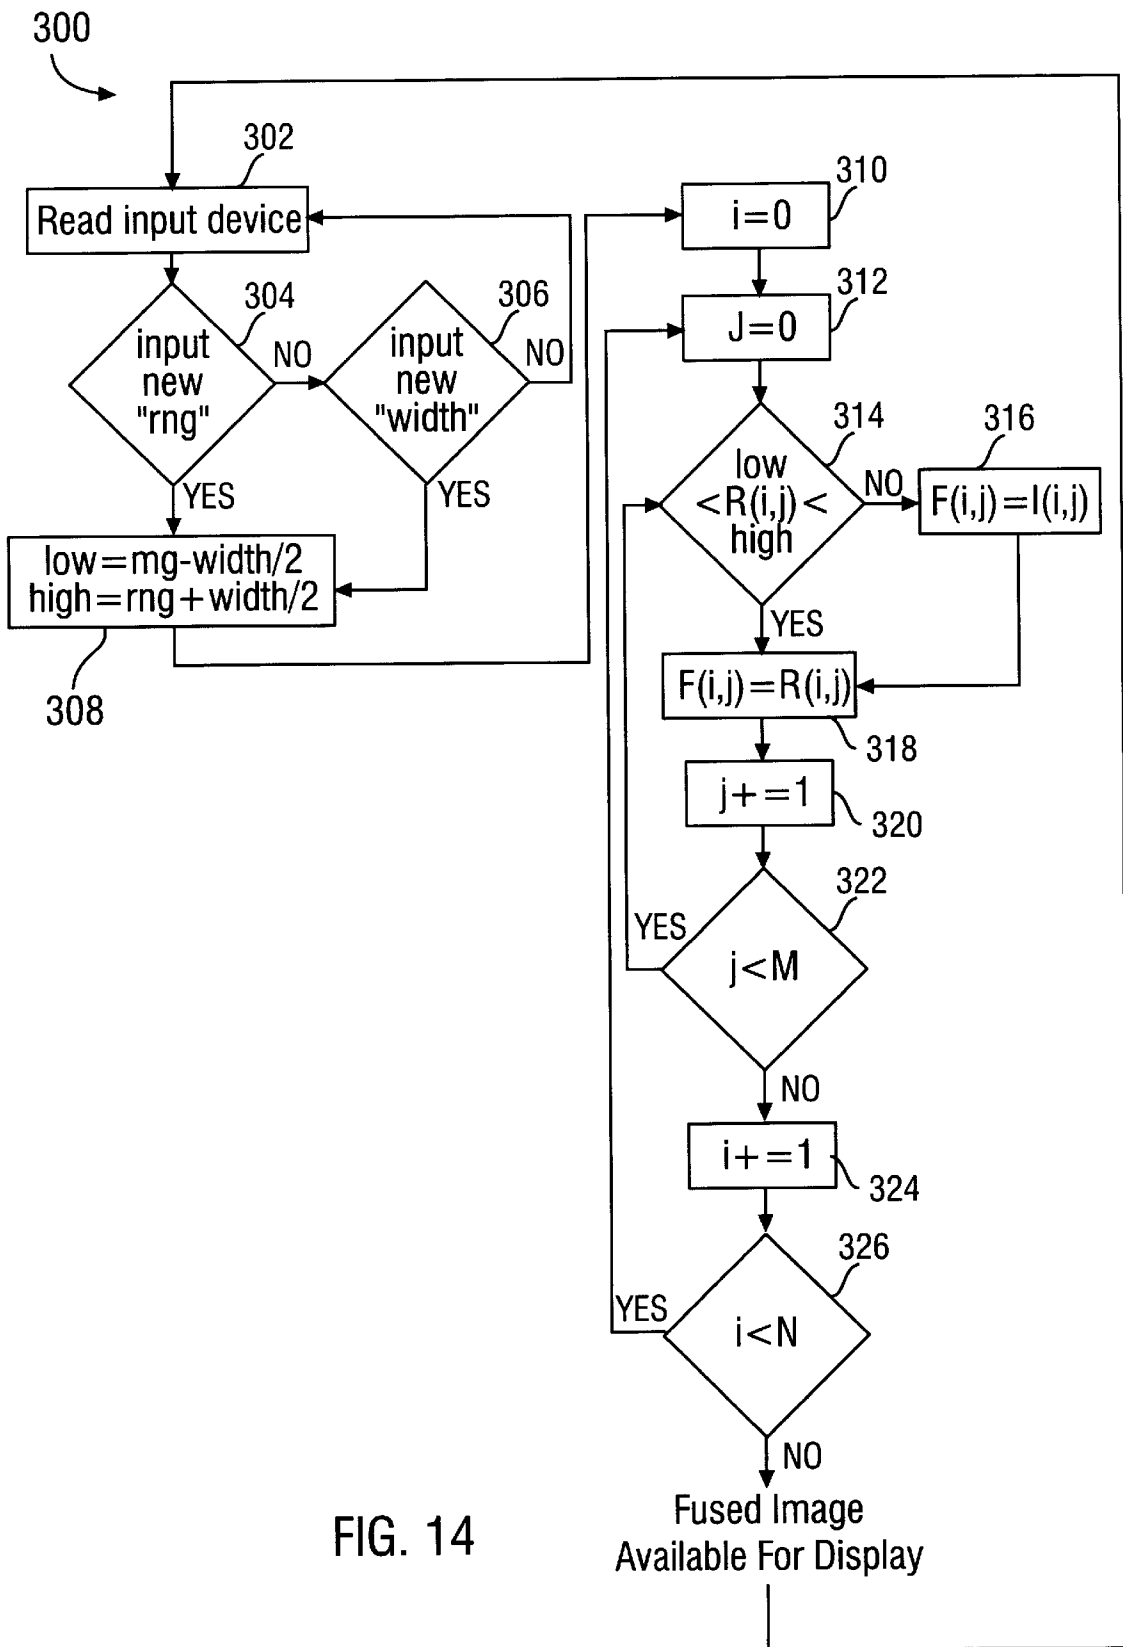 300
302
Read input device
304
input
new
"rng"
NO
306
input
new
"width"
NO
YES
YES
low=mg-width/2
high=rng+width/2
308
310
i=0
312
J=0
314
low
<R(i,j)<
high
NO
316
F(i,j)=I(i,j)
YES
F(i,j)=R(i,j)
318
j+=1
320
322
YES
j<M
NO
i+=1
324
326
YES
i<N
NO
Fused Image
Available For Display
FIG. 14